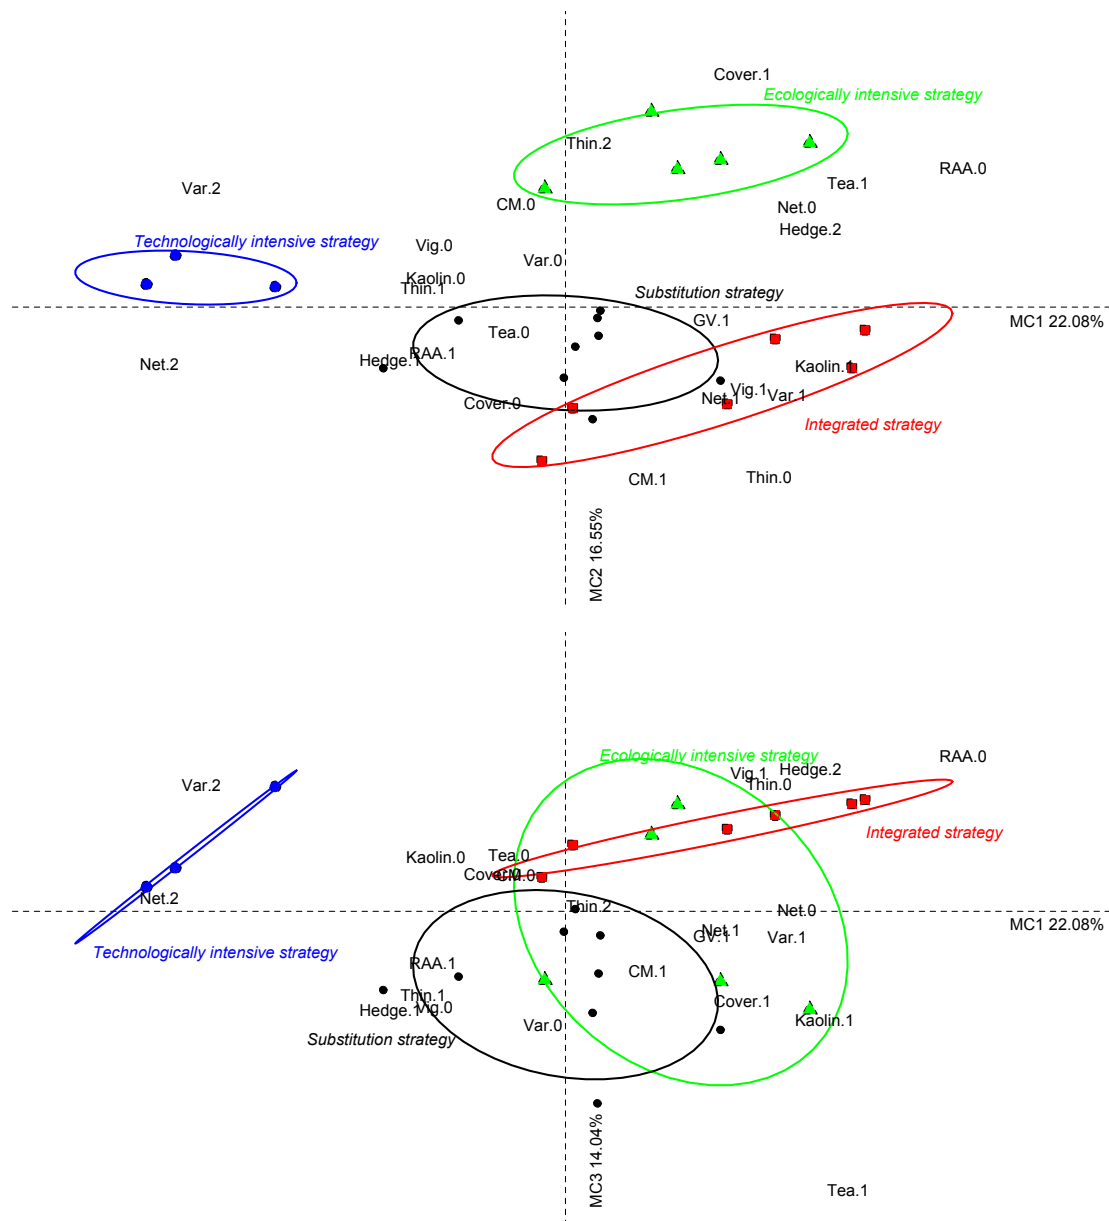 Cover.1
Ecologically intensive strategy
Thin.2
RAA.0
Tea.1
Var.2
CM.0
Net.0
Hedge.2
Technologically intensive strategy
Vig.0
Var.0
Kaolin.0
Thin.1
Substitution strategy
GV.1
MC1 22.08%
Tea.0
RAA.1
Hedge.1
Net.2
Kaolin.1
Vig.1
Var.1
Net.1
Cover.0
Integrated strategy
CM.1
Thin.0
MC2 16.55%
Ecologically intensive strategy
RAA.0
Vig.1
Hedge.2
Thin.0
Var.2
Integrated strategy
Kaolin.0
Tea.0
Cover.0
CM.0
Net.2
Thin.2
Net.0
MC1 22.08%
Net.1
GV.1
Var.1
Technologically intensive strategy
RAA.1
CM.1
Thin.1
Hedge.1
Vig.0
Cover.1
Kaolin.1
Var.0
Substitution strategy
MC3 14.04%
Tea.1